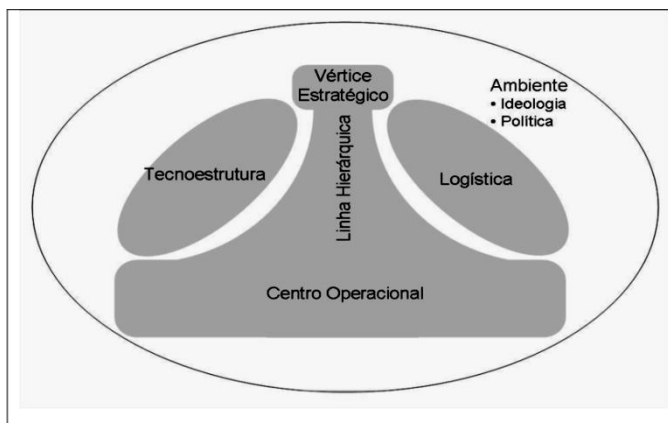 Vértice
Estratégico
Ambiente
• Ideologia
• Política
Tecnoestrutura
Linha Hierárquica
Logística
Centro Operacional